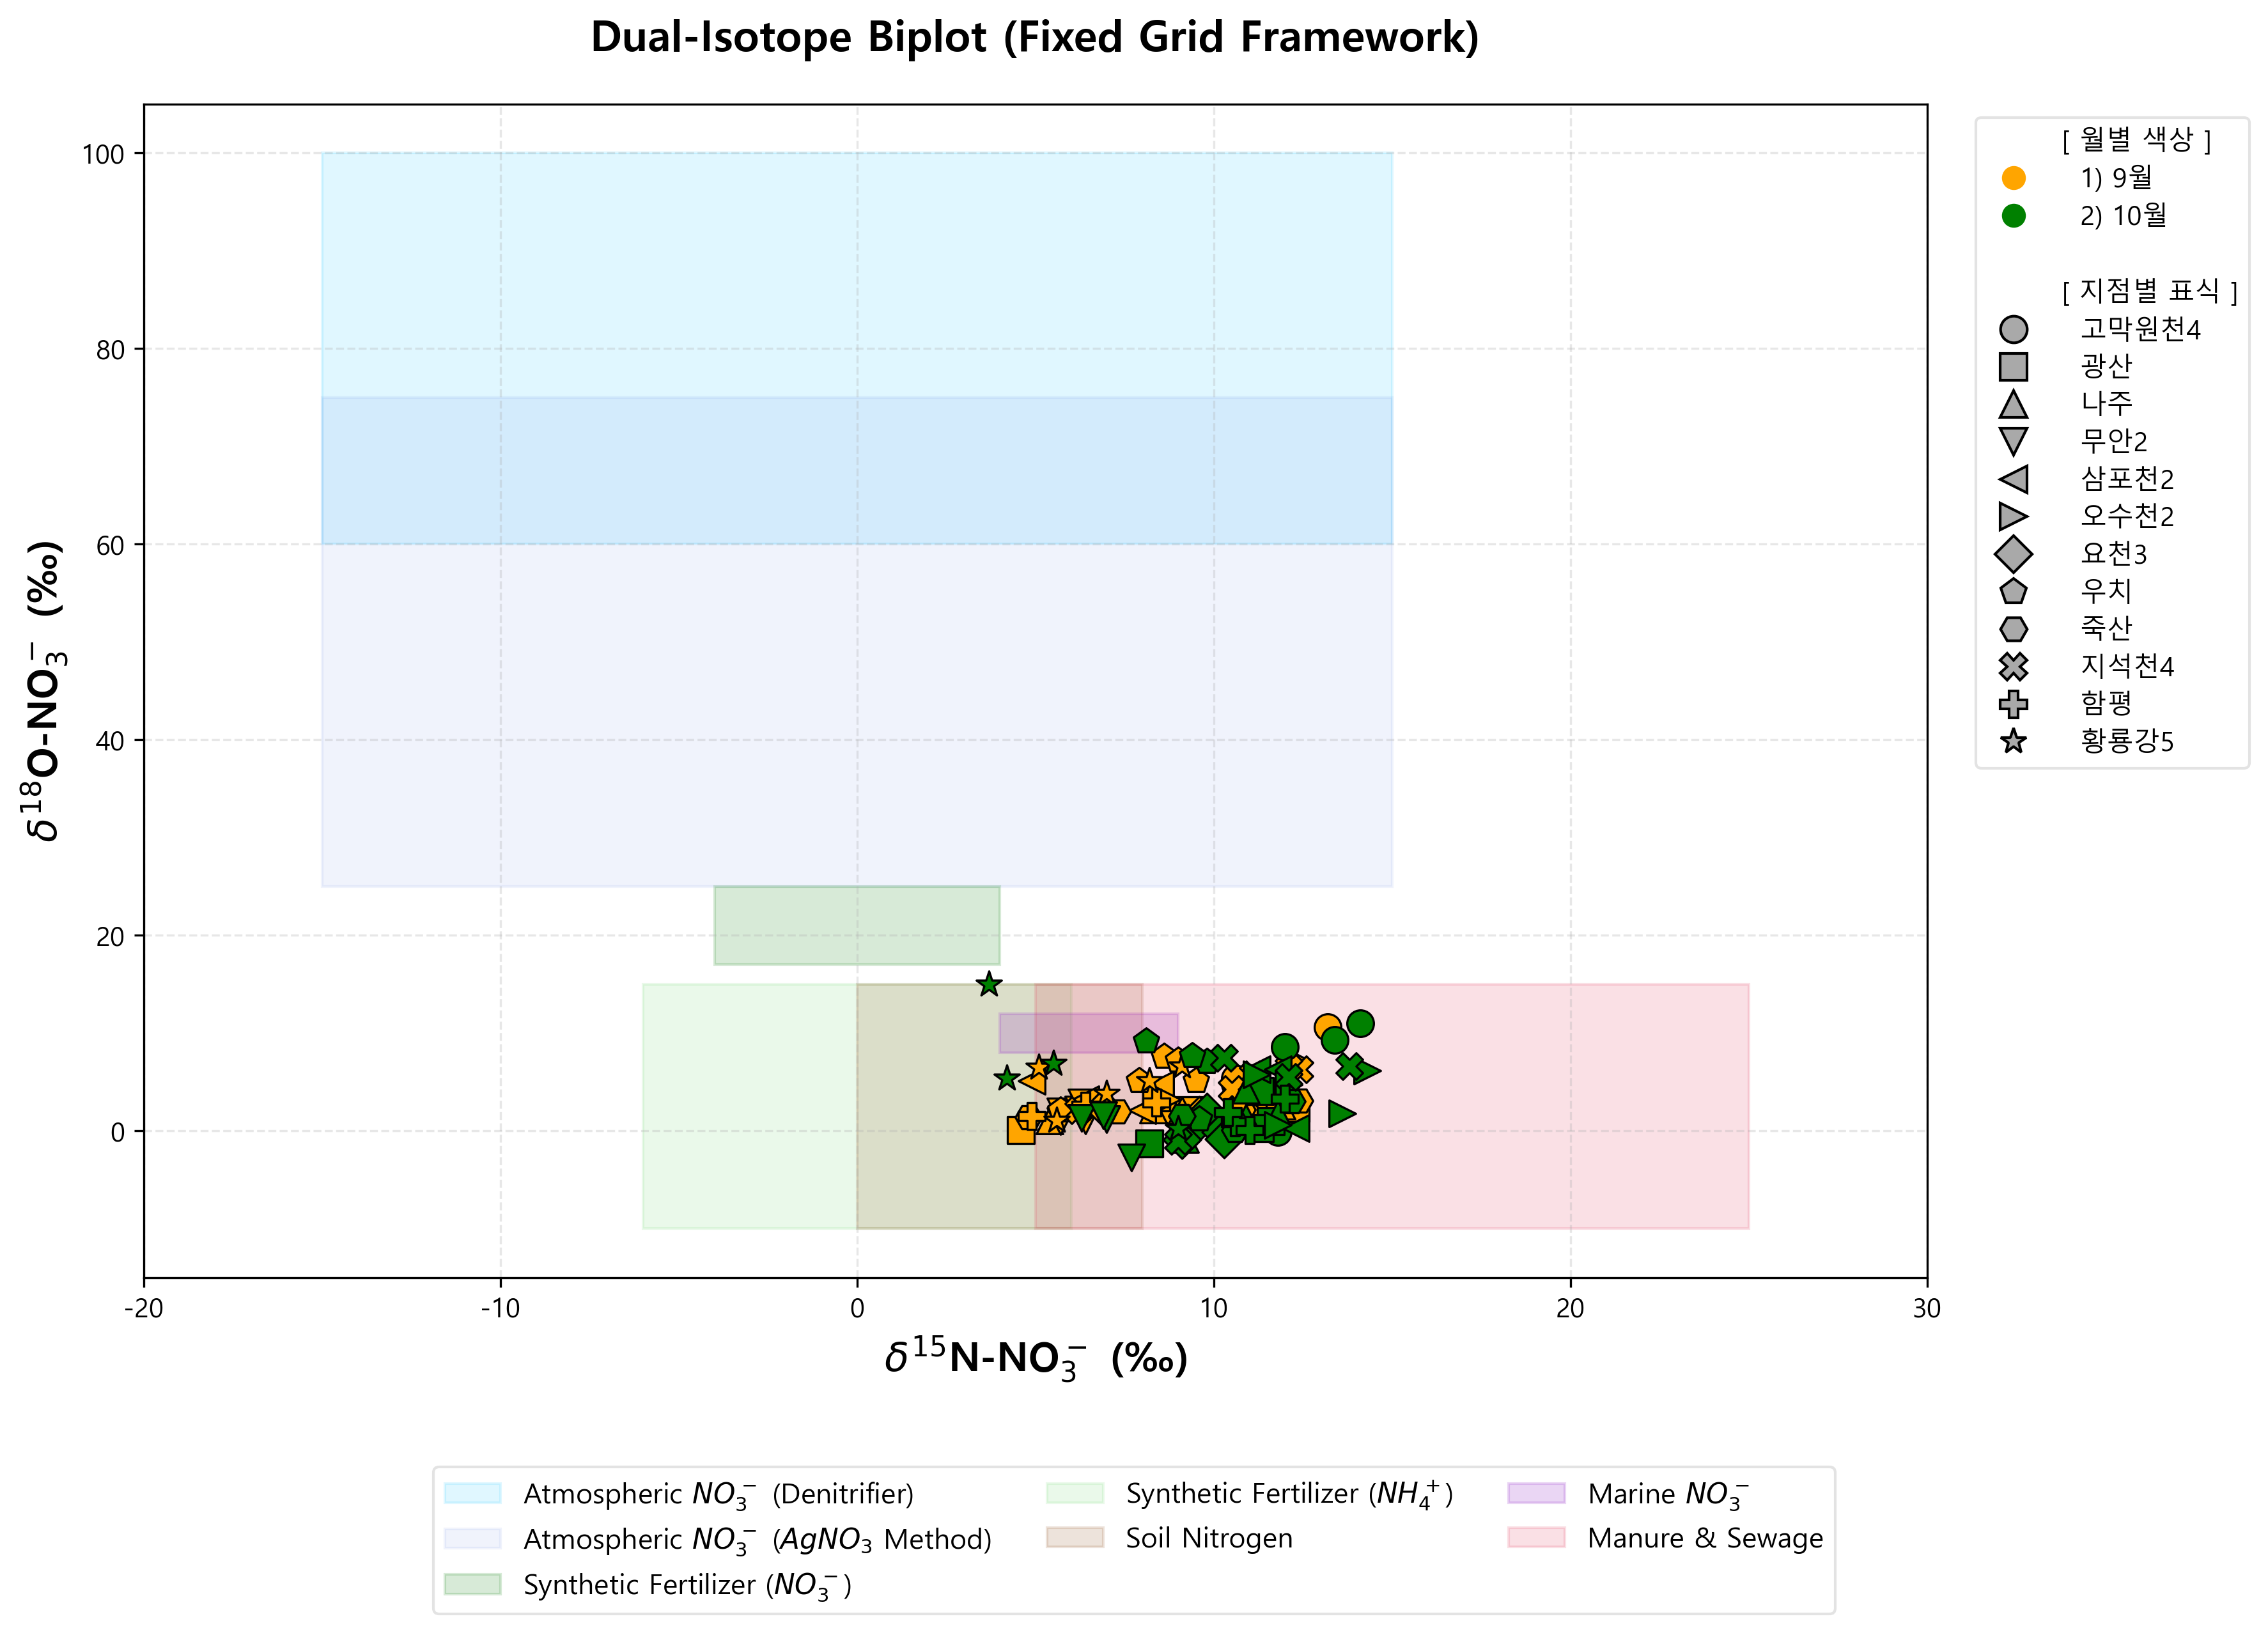 Dual-Isotope Biplot (Fixed Grid Framework)
100
80
60
40
20
0
δ¹⁸O-NO₃⁻ (‰)
-20
-10
0
10
20
30
δ¹⁵N-NO₃⁻ (‰)
[ 월별 색상 ]
1) 9월
2) 10월
[ 지점별 표식 ]
고막원천4
광산
나주
무안2
삼포천2
오수천2
요천3
우치
죽산
지석천4
함평
황룡강5
Atmospheric NO₃⁻ (Denitrifier)
Atmospheric NO₃⁻ (AgNO₃ Method)
Synthetic Fertilizer (NO₃⁻)
Synthetic Fertilizer (NH₄⁺)
Soil Nitrogen
Marine NO₃⁻
Manure & Sewage